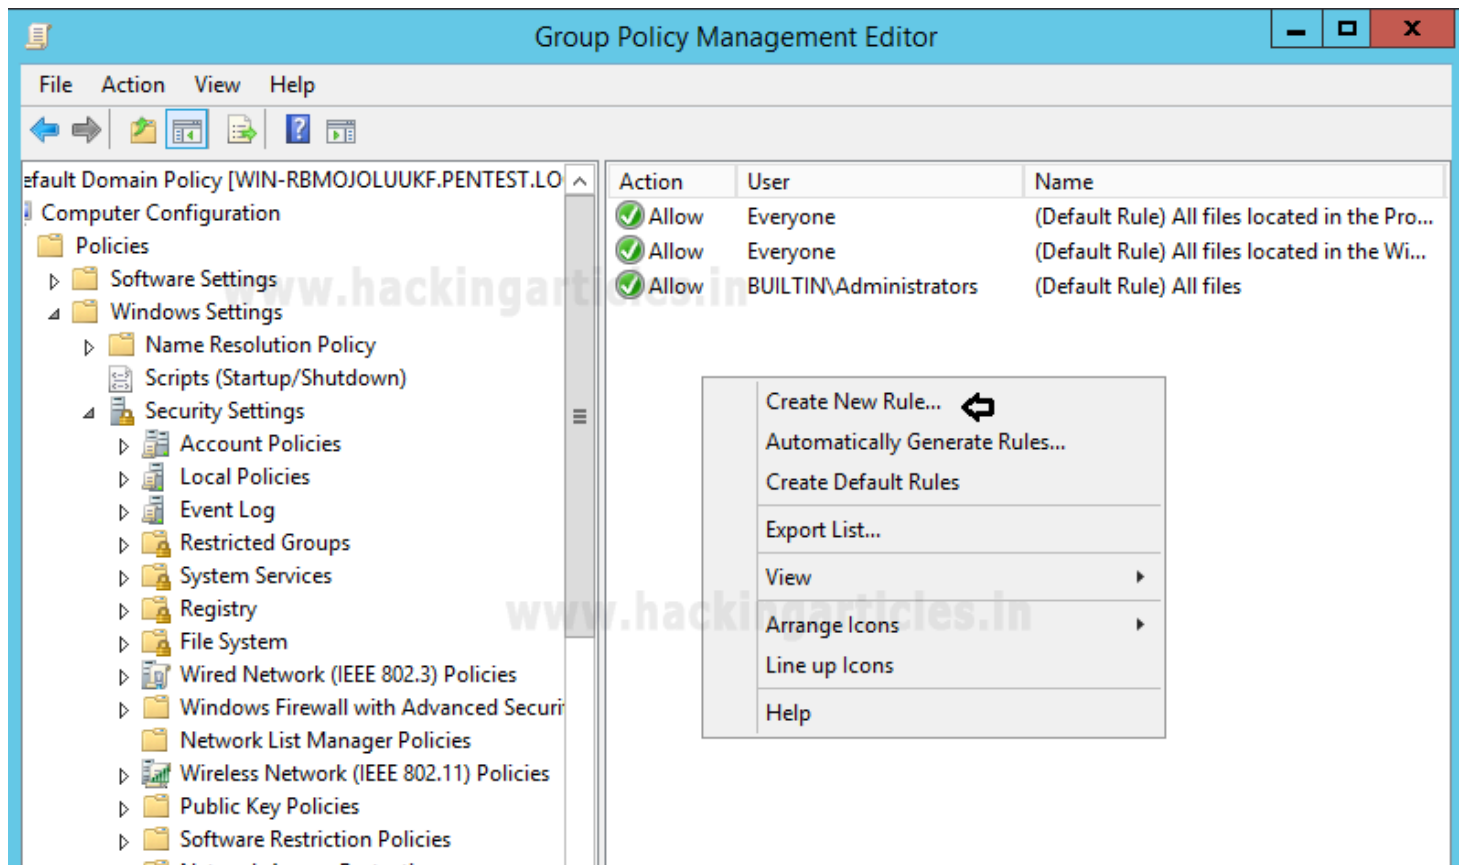 Group Policy Management Editor
File Action View Help
efault Domain Policy [WIN-RBMOJOLUUKF.PENTEST.LO
Computer Configuration
Policies
Software Settings
Windows Settings
Name Resolution Policy
Scripts (Startup/Shutdown)
Security Settings
Account Policies
Local Policies
Event Log
Restricted Groups
System Services
Registry
File System
Wired Network (IEEE 802.3) Policies
Windows Firewall with Advanced Securi
Network List Manager Policies
Wireless Network (IEEE 802.11) Policies
Public Key Policies
Software Restriction Policies
Action User Name
Allow Everyone (Default Rule) All files located in the Pro...
Allow Everyone (Default Rule) All files located in the Wi...
Allow BUILTIN\Administrators (Default Rule) All files
Create New Rule...
Automatically Generate Rules...
Create Default Rules
Export List...
View
Arrange Icons
Line up Icons
Help
www.hackingarticles.in
www.hackingarticles.in